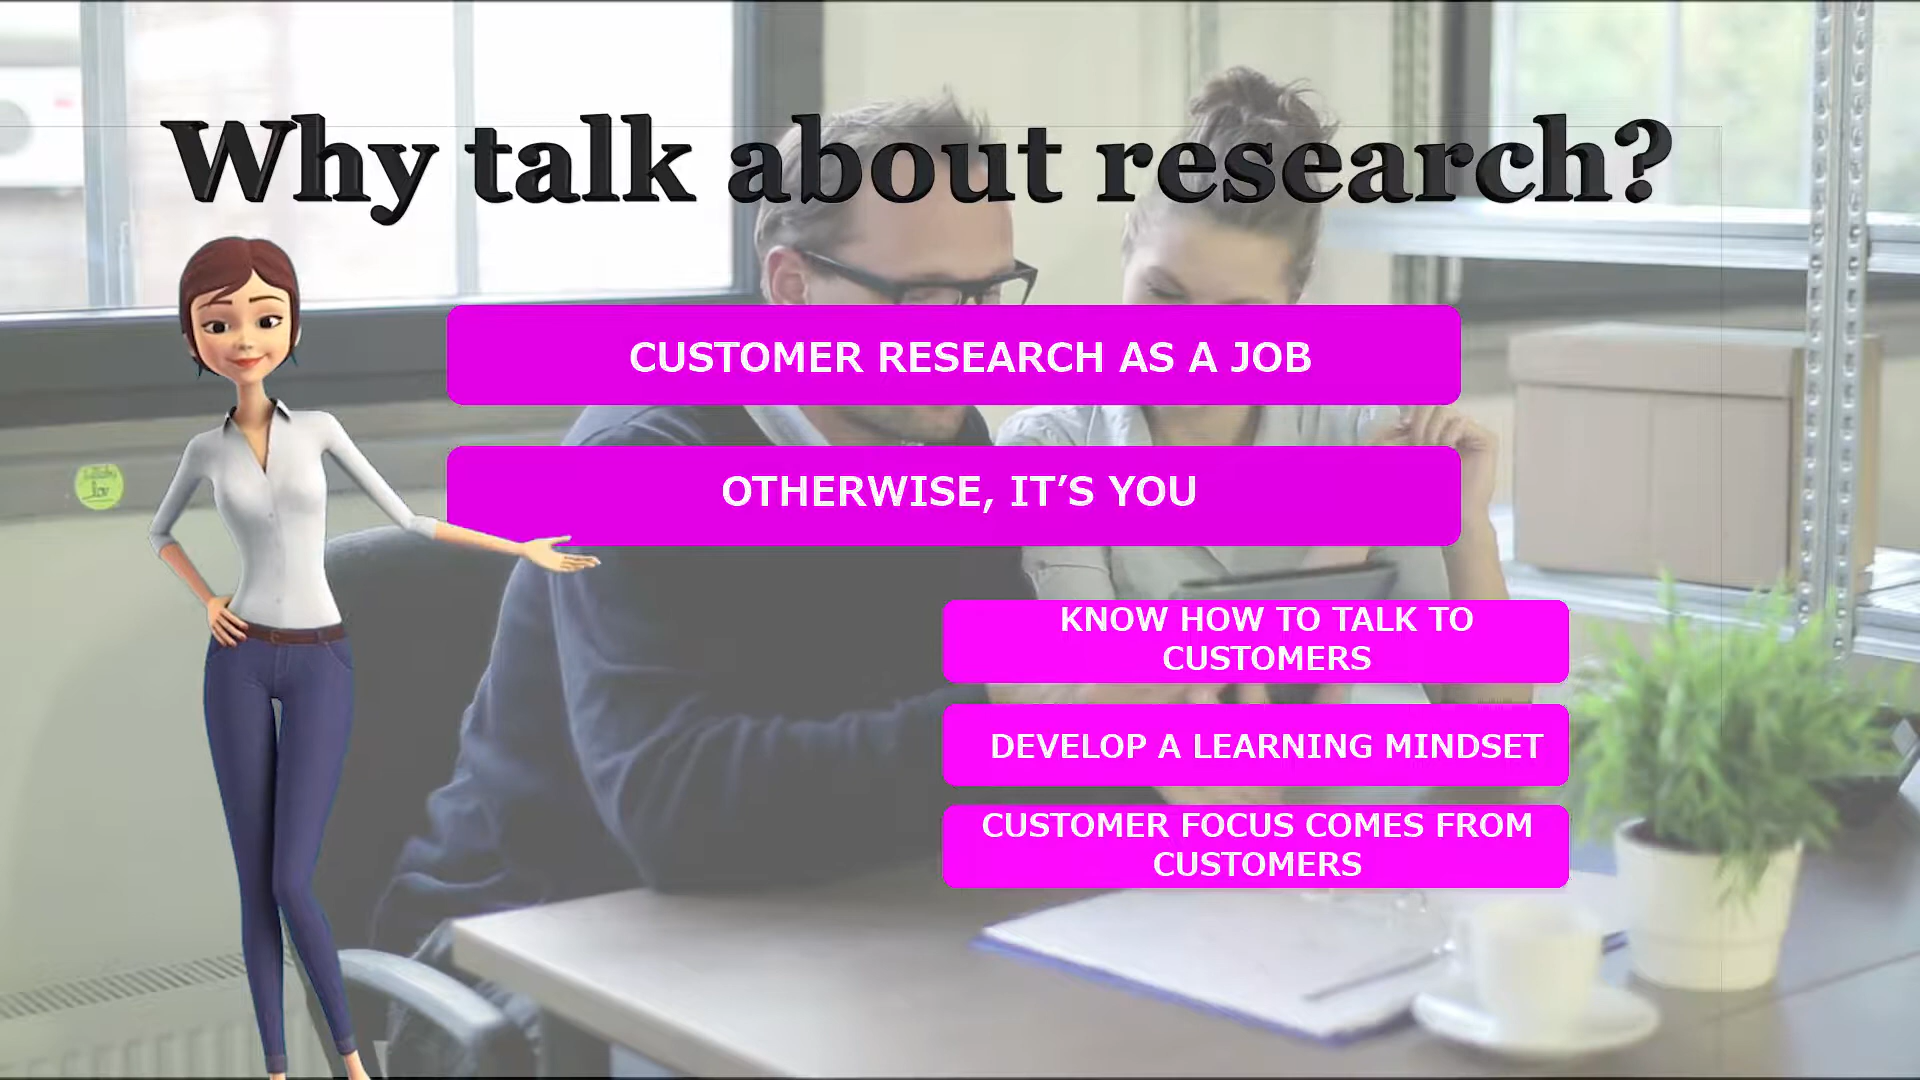 Why talk about research?
CUSTOMER RESEARCH AS A JOB
OTHERWISE, IT’S YOU
KNOW HOW TO TALK TO
CUSTOMERS
DEVELOP A LEARNING MINDSET
CUSTOMER FOCUS COMES FROM
CUSTOMERS